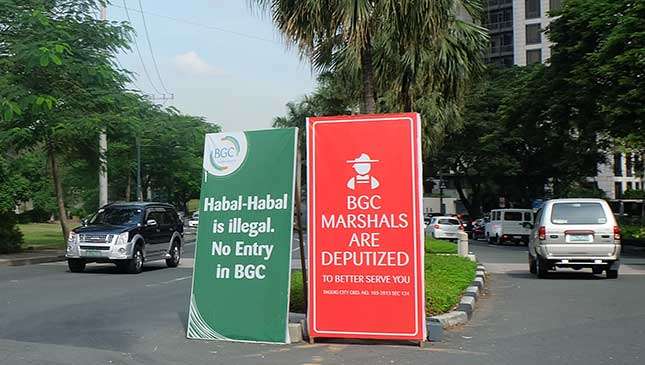 BGC
Habal-Habal
is illegal.
No Entry
in BGC
BGC
MARSHALS
ARE
DEPUTIZED
TO BETTER SERVE YOU